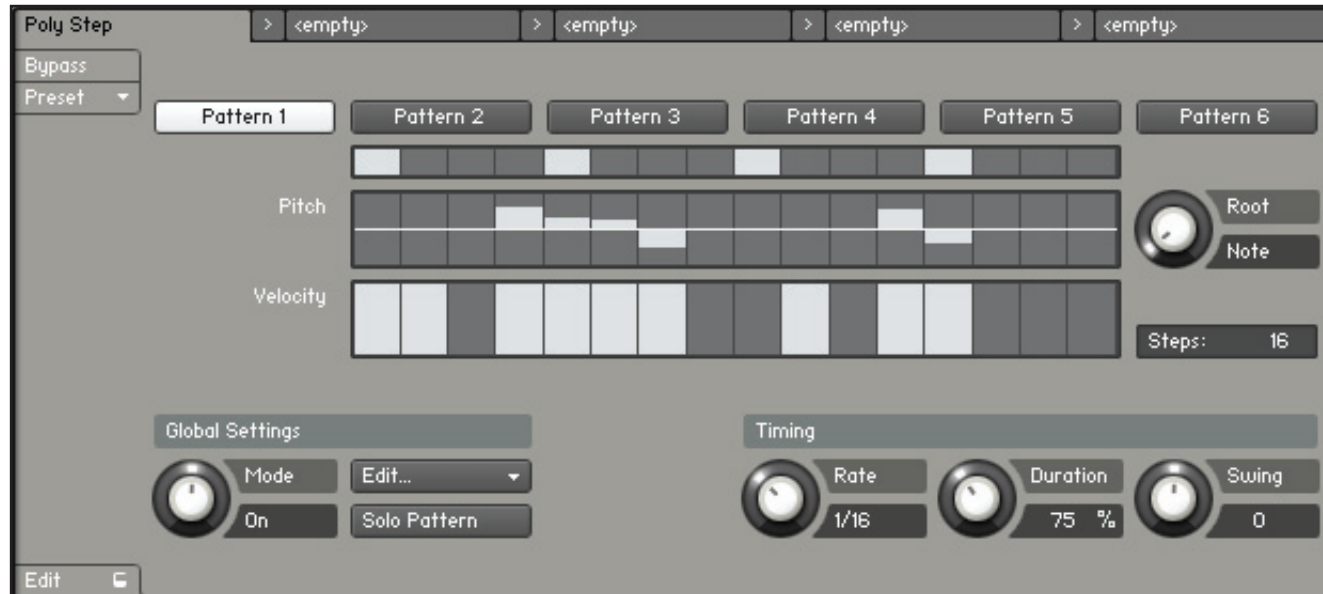 Poly Step > <empty> > <empty> > <empty> > <empty>
Bypass
Preset
Pattern 1 Pattern 2 Pattern 3 Pattern 4 Pattern 5 Pattern 6
Pitch
Root
Note
Velocity
Steps: 16
Global Settings
Timing
Mode Edit... Rate Duration Swing
On Solo Pattern 1/16 75 % 0
Edit